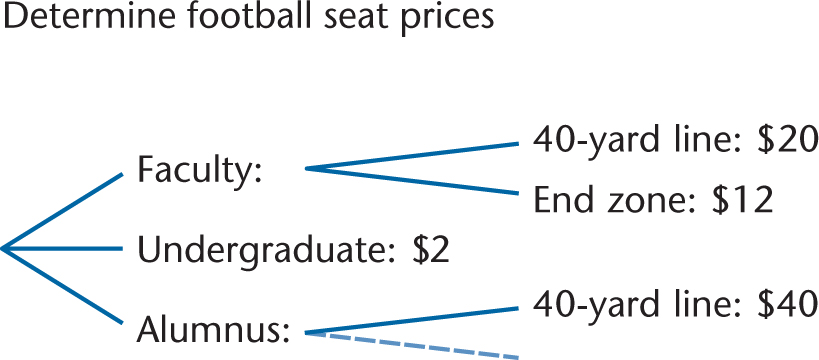 Determine football seat prices
40-yard line: $20
Faculty:
End zone: $12
Undergraduate: $2
40-yard line: $40
Alumnus: